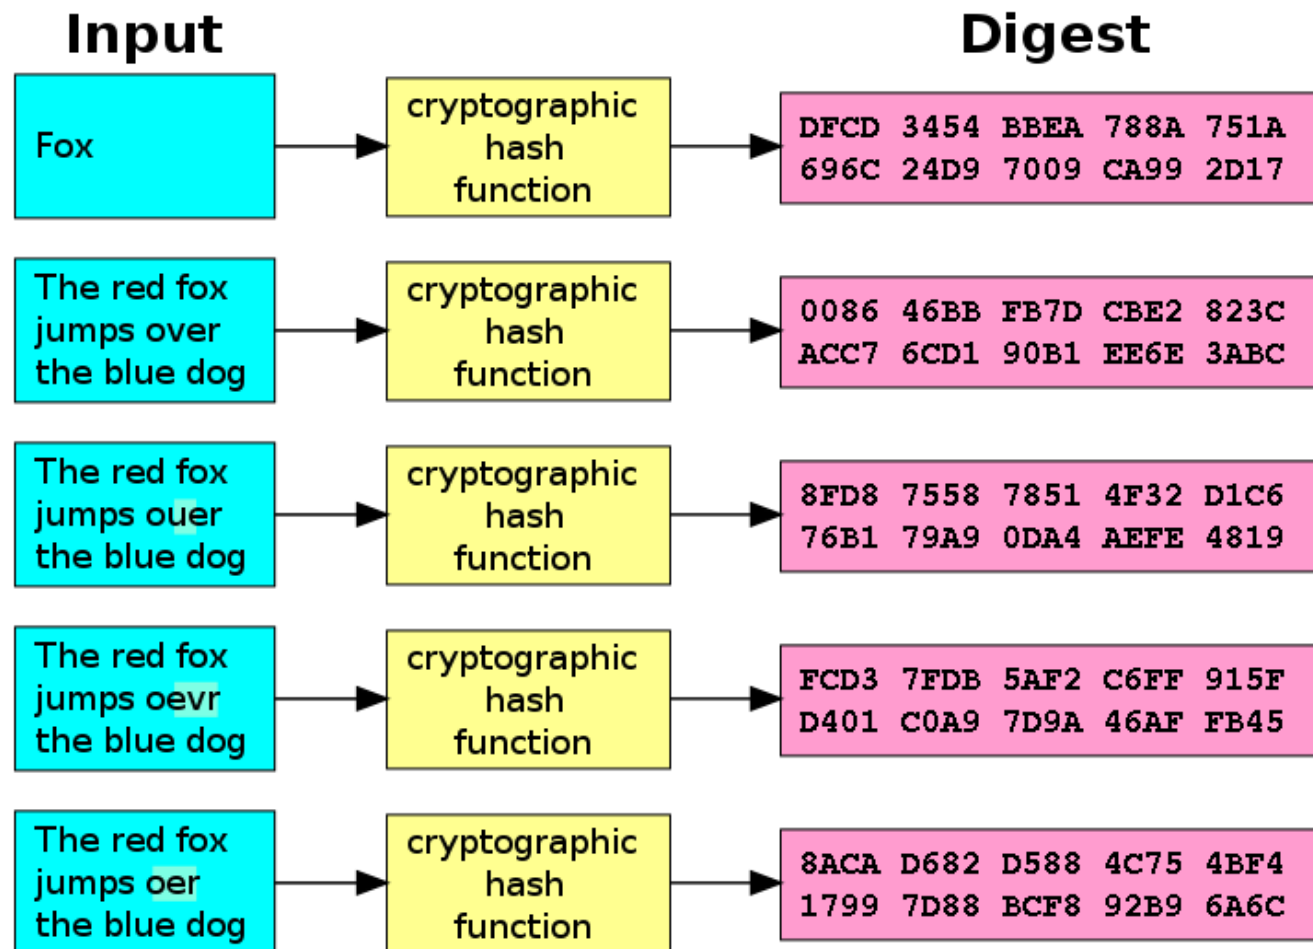 Input
Digest
Fox
cryptographic
hash
function
DFCD 3454 BBEA 788A 751A
696C 24D9 7009 CA99 2D17
The red fox
jumps over
the blue dog
cryptographic
hash
function
0086 46BB FB7D CBE2 823C
ACC7 6CD1 90B1 EE6E 3ABC
The red fox
jumps ouer
the blue dog
cryptographic
hash
function
8FD8 7558 7851 4F32 D1C6
76B1 79A9 0DA4 AEFE 4819
The red fox
jumps oevr
the blue dog
cryptographic
hash
function
FCD3 7FDB 5AF2 C6FF 915F
D401 C0A9 7D9A 46AF FB45
The red fox
jumps oer
the blue dog
cryptographic
hash
function
8ACA D682 D588 4C75 4BF4
1799 7D88 BCF8 92B9 6A6C